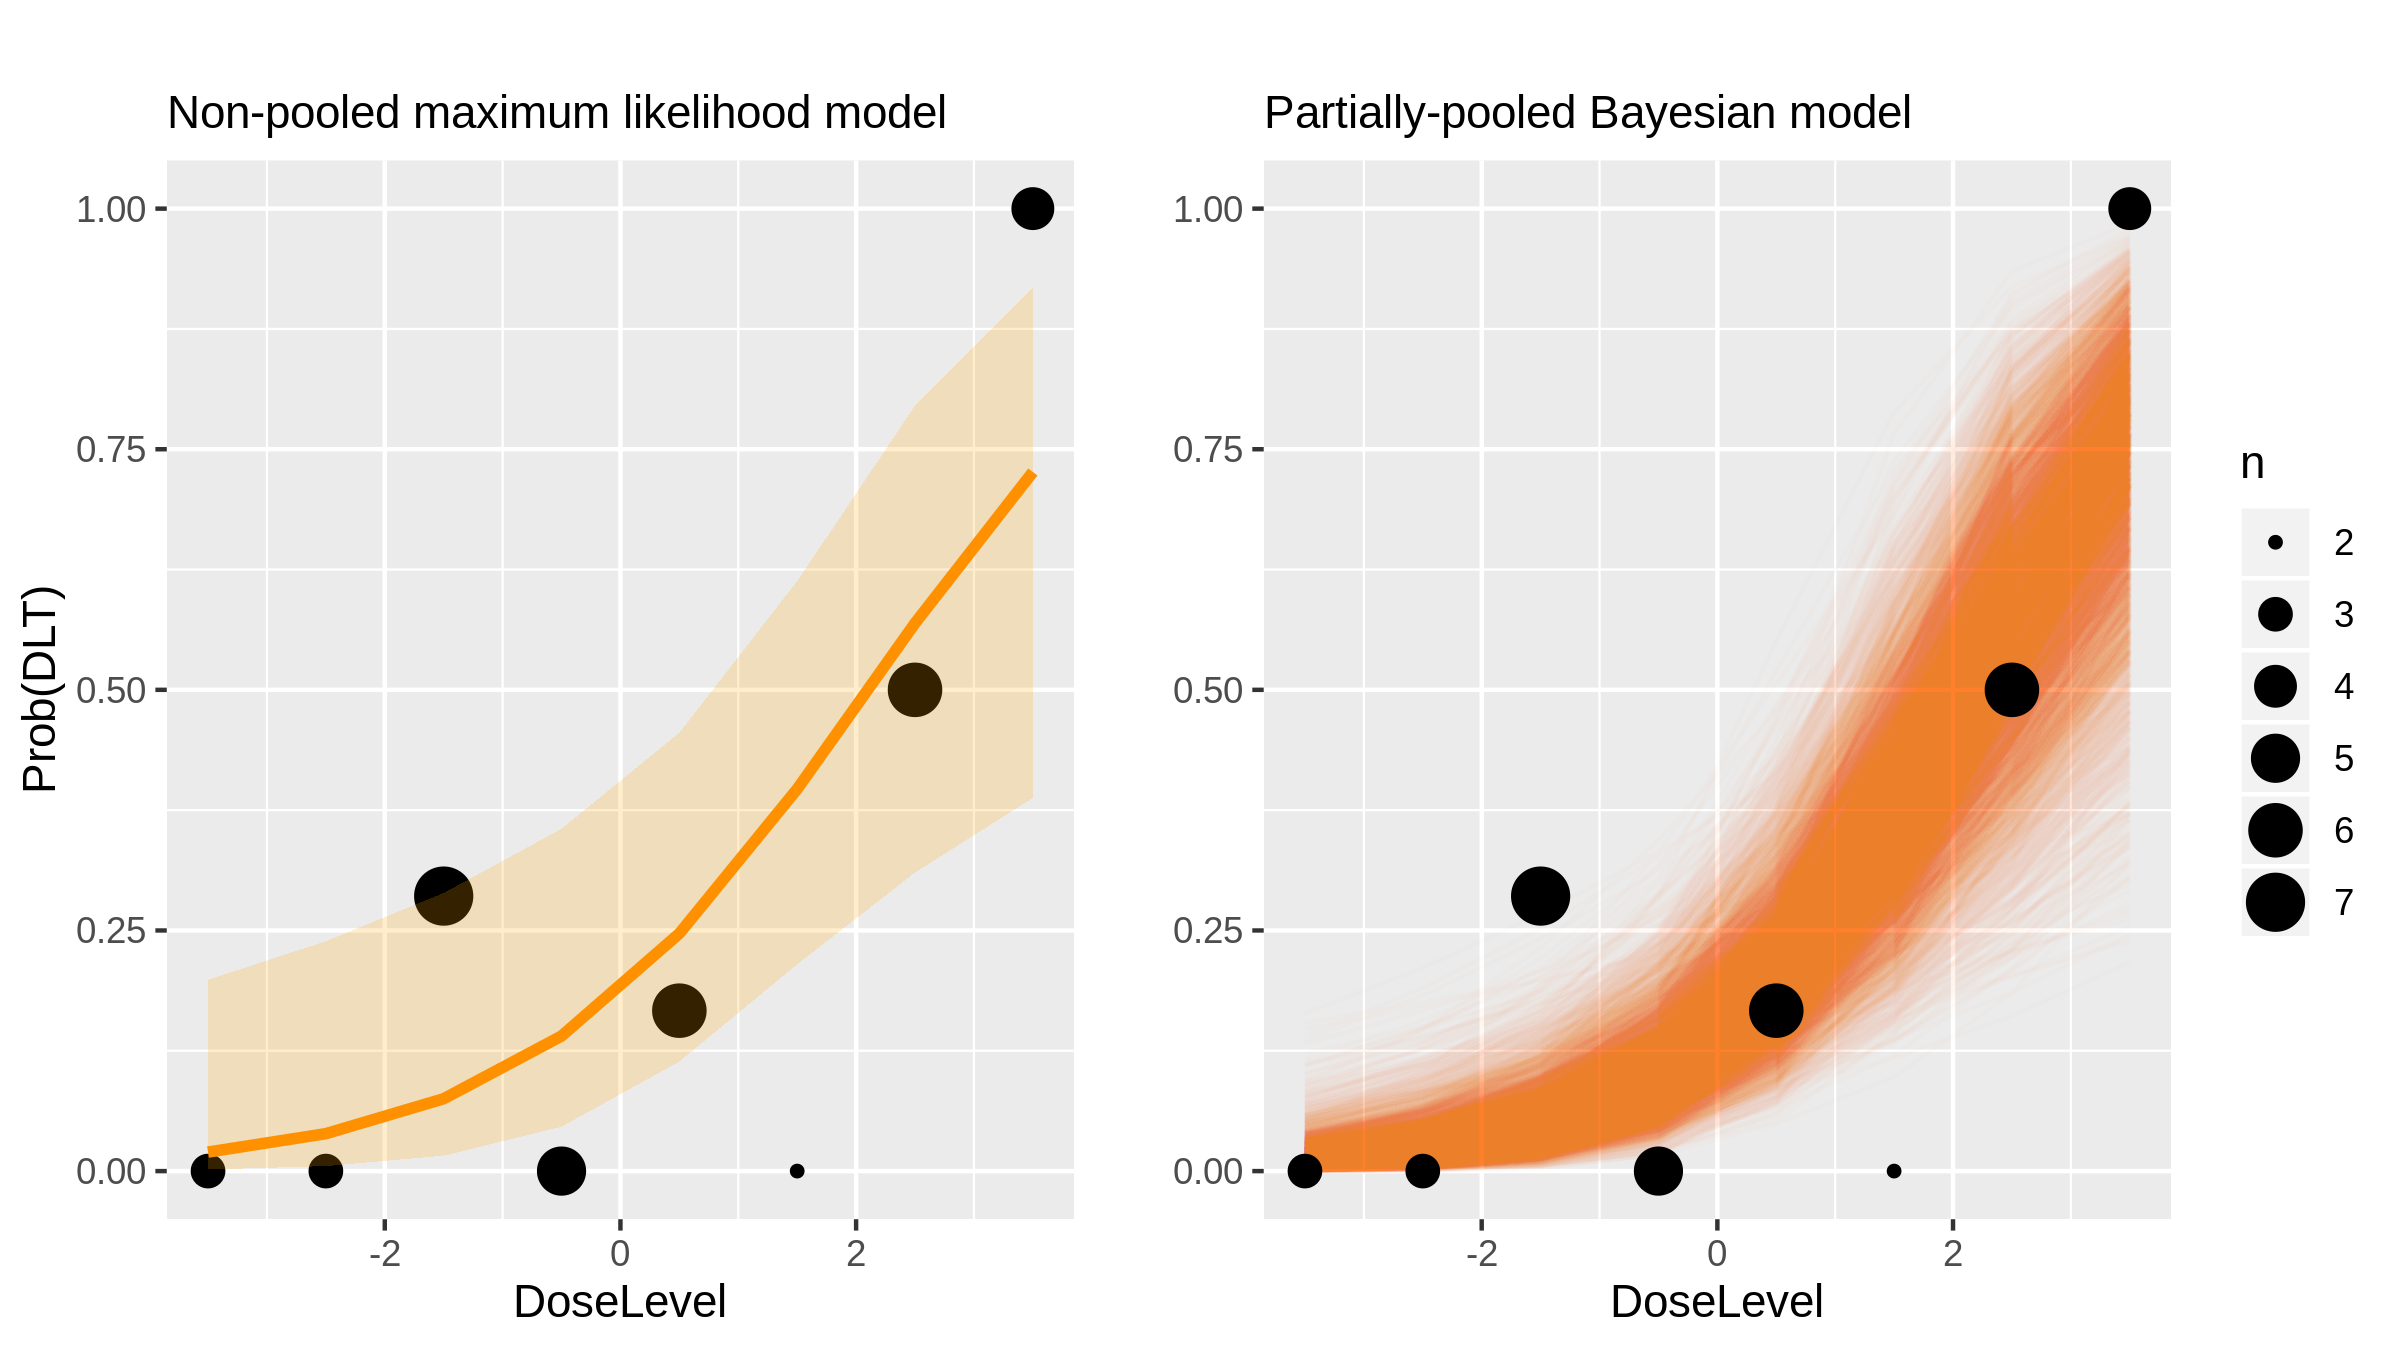 Non-pooled maximum likelihood model
Prob(DLT)
1.00
0.75
0.50
0.25
0.00
-2 0 2
DoseLevel
Partially-pooled Bayesian model
1.00
0.75
0.50
0.25
0.00
-2 0 2
DoseLevel
n
2
3
4
5
6
7